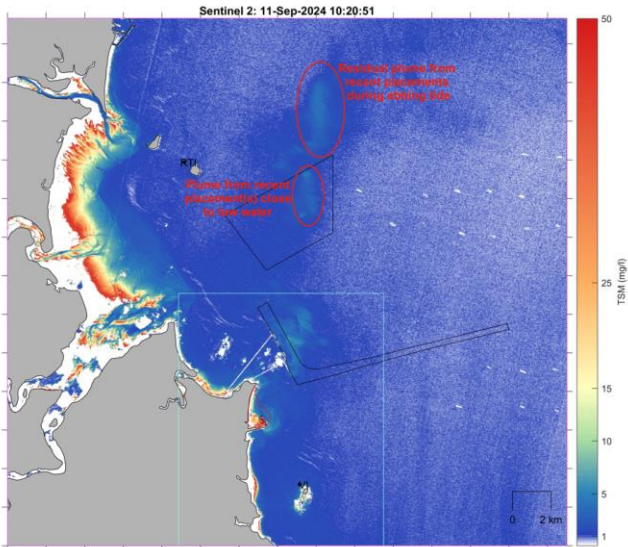 Sentinel 2: 11-Sep-2024 10:20:51
50
Residual plume from
recent placements
during ebbing tide
RTI
Plume from recent
placement(s) close
to low water
25
TSM (mg/l)
15
10
5
1
0 2 km